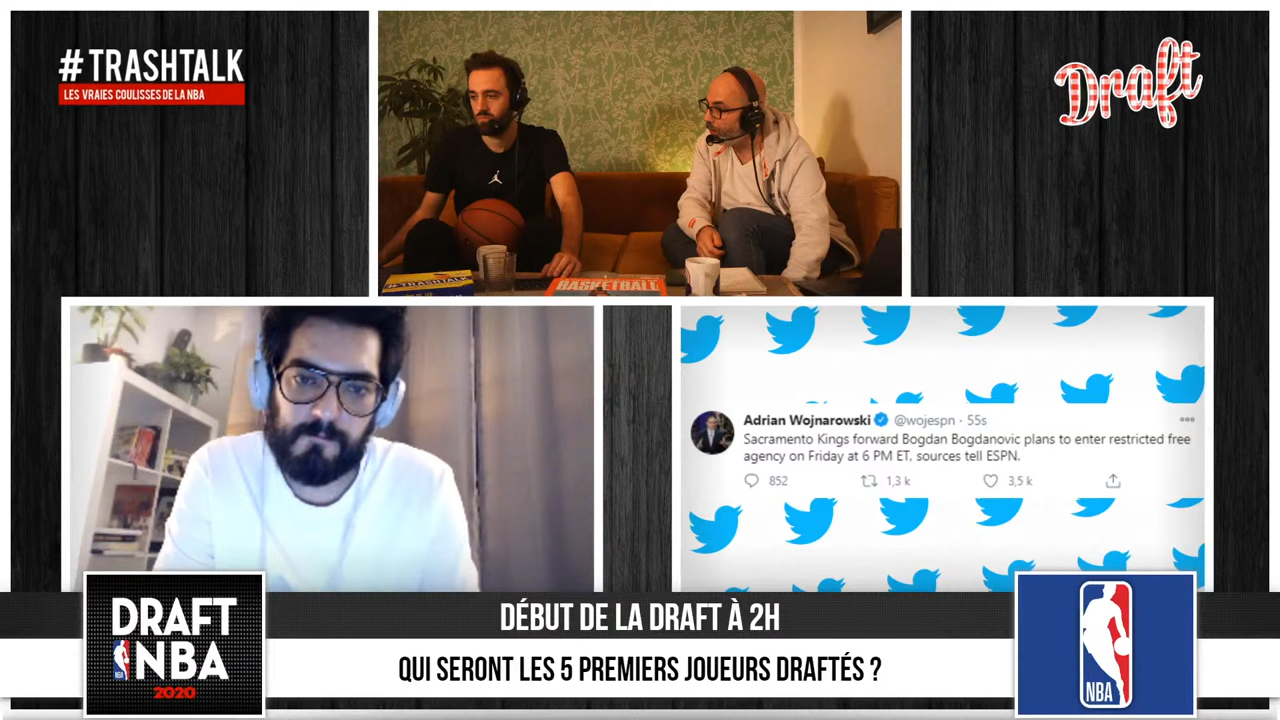 #TRASHTALK
LES VRAIES COULISSES DE LA NBA
Draft
#TRASHTALK
BASKETBALL
Adrian Wojnarowski @wojespn · 55s
Sacramento Kings forward Bogdan Bogdanovic plans to enter restricted free
agency on Friday at 6 PM ET, sources tell ESPN.
852 1,3 k 3,5 k
DÉBUT DE LA DRAFT À 2H
QUI SERONT LES 5 PREMIERS JOUEURS DRAFTÉS ?
DRAFT
NBA
2020
NBA